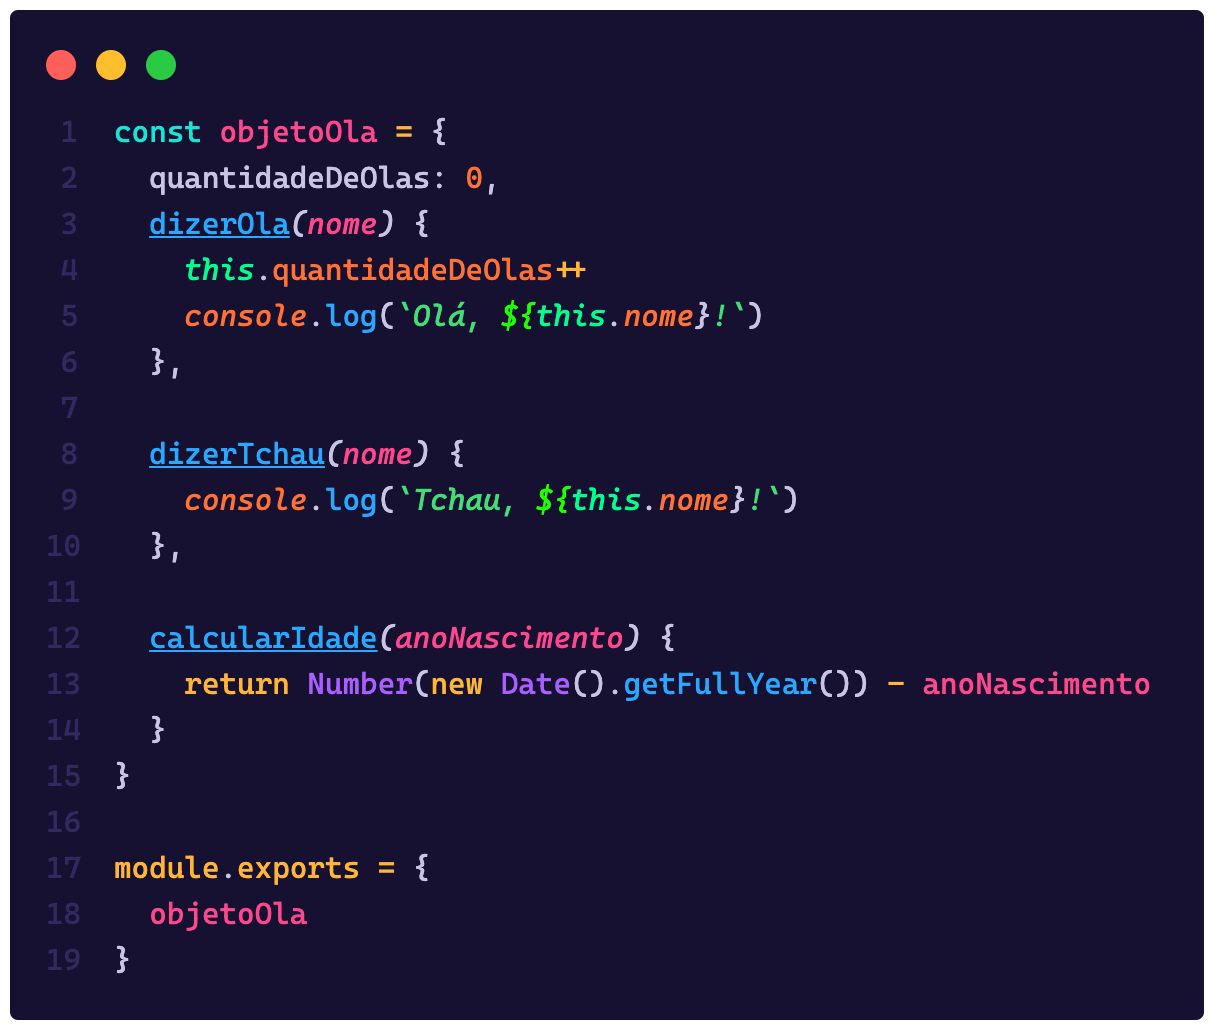 1 const objetoOla = {
2   quantidadeDeOlas: 0,
3   dizerOla(nome) {
4     this.quantidadeDeOlas++
5     console.log(`Olá, ${this.nome}!`)
6   },
7
8   dizerTchau(nome) {
9     console.log(`Tchau, ${this.nome}!`)
10   },
11
12   calcularIdade(anoNascimento) {
13     return Number(new Date().getFullYear()) - anoNascimento
14   }
15 }
16
17 module.exports = {
18   objetoOla
19 }